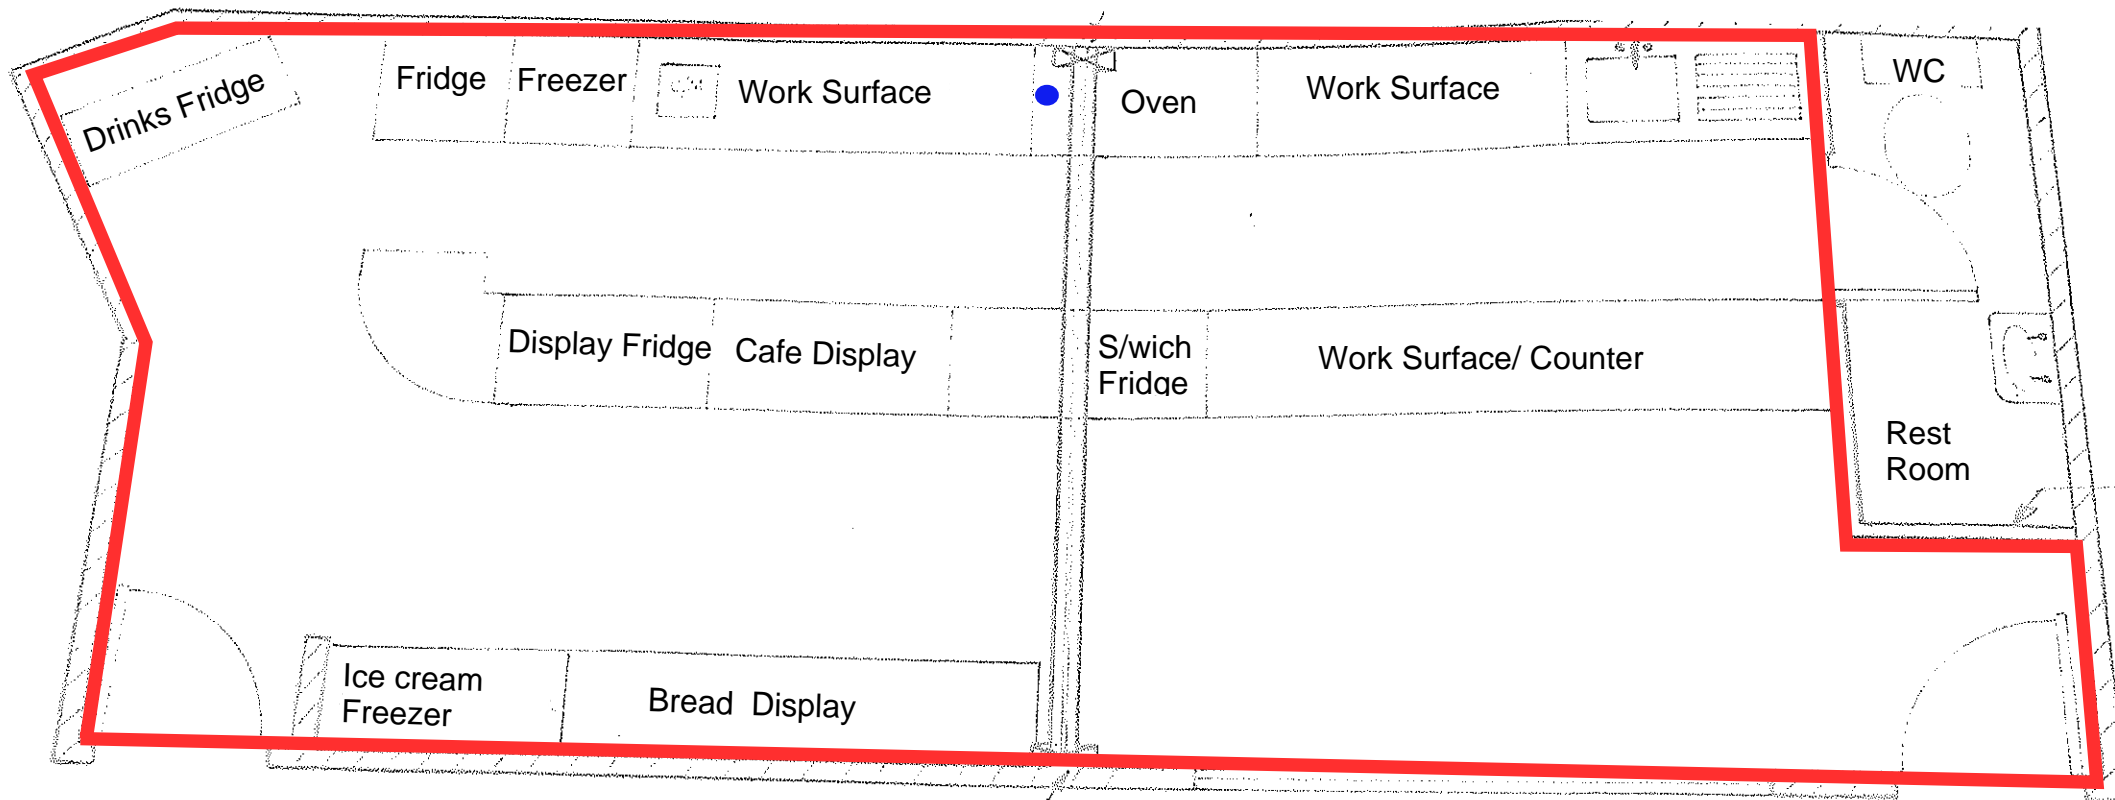 Drinks Fridge
Fridge
Freezer
Work Surface
Oven
Work Surface
WC
Display Fridge
Cafe Display
S/wich
Fridge
Work Surface/ Counter
Rest
Room
Ice cream
Freezer
Bread Display